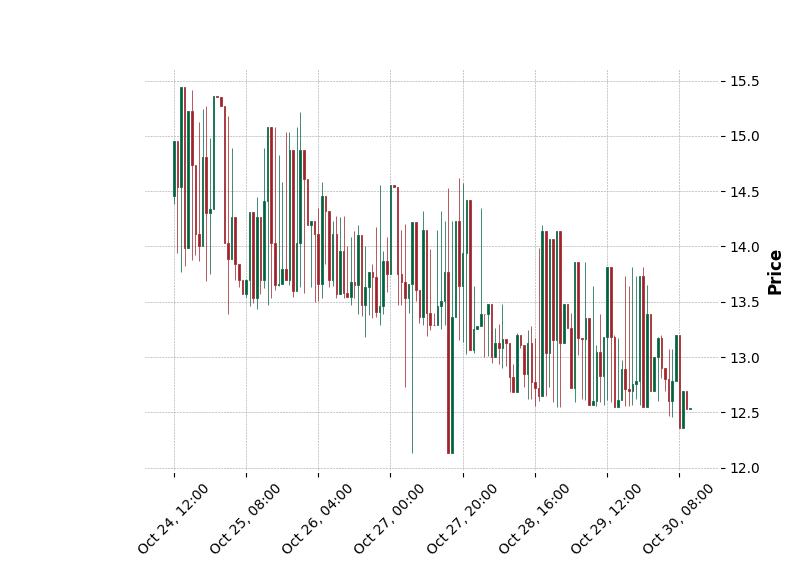 15.5
15.0
14.5
14.0
13.5
13.0
12.5
12.0
Price
Oct 24, 12:00
Oct 25, 08:00
Oct 26, 04:00
Oct 27, 00:00
Oct 27, 20:00
Oct 28, 16:00
Oct 29, 12:00
Oct 30, 08:00